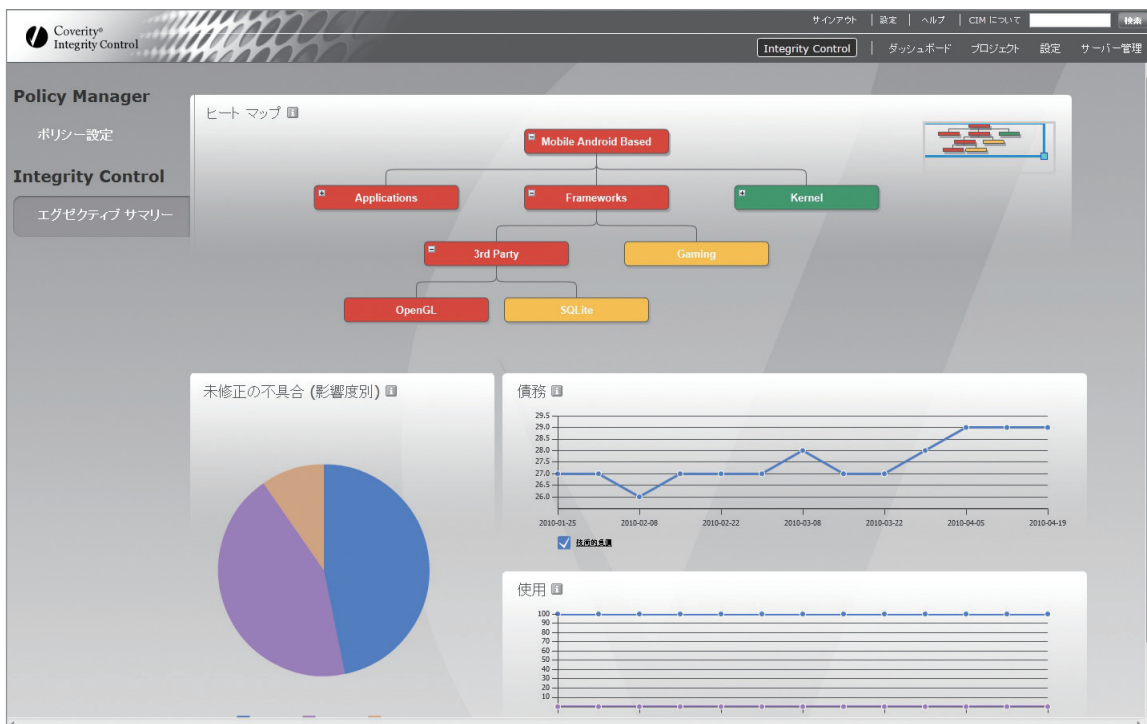 Coverity®
Integrity Control
サインアウト | 設定 | ヘルプ | CIM について 検索
Integrity Control | ダッシュボード プロジェクト 設定 サーバー管理
Policy Manager
ポリシー設定
Integrity Control
エグゼクティブ サマリー
ヒート マップ
Mobile Android Based
Applications
Frameworks
Kernel
3rd Party
Gaming
OpenGL
SQLite
未修正の不具合 (影響度別)
債務
29.5
29.0
28.5
28.0
27.5
27.0
26.5
26.0
2010-01-25 2010-02-08 2010-02-22 2010-03-08 2010-03-22 2010-04-05 2010-04-19
技術的負債
使用
100
90
80
70
60
50
40
30
20
10